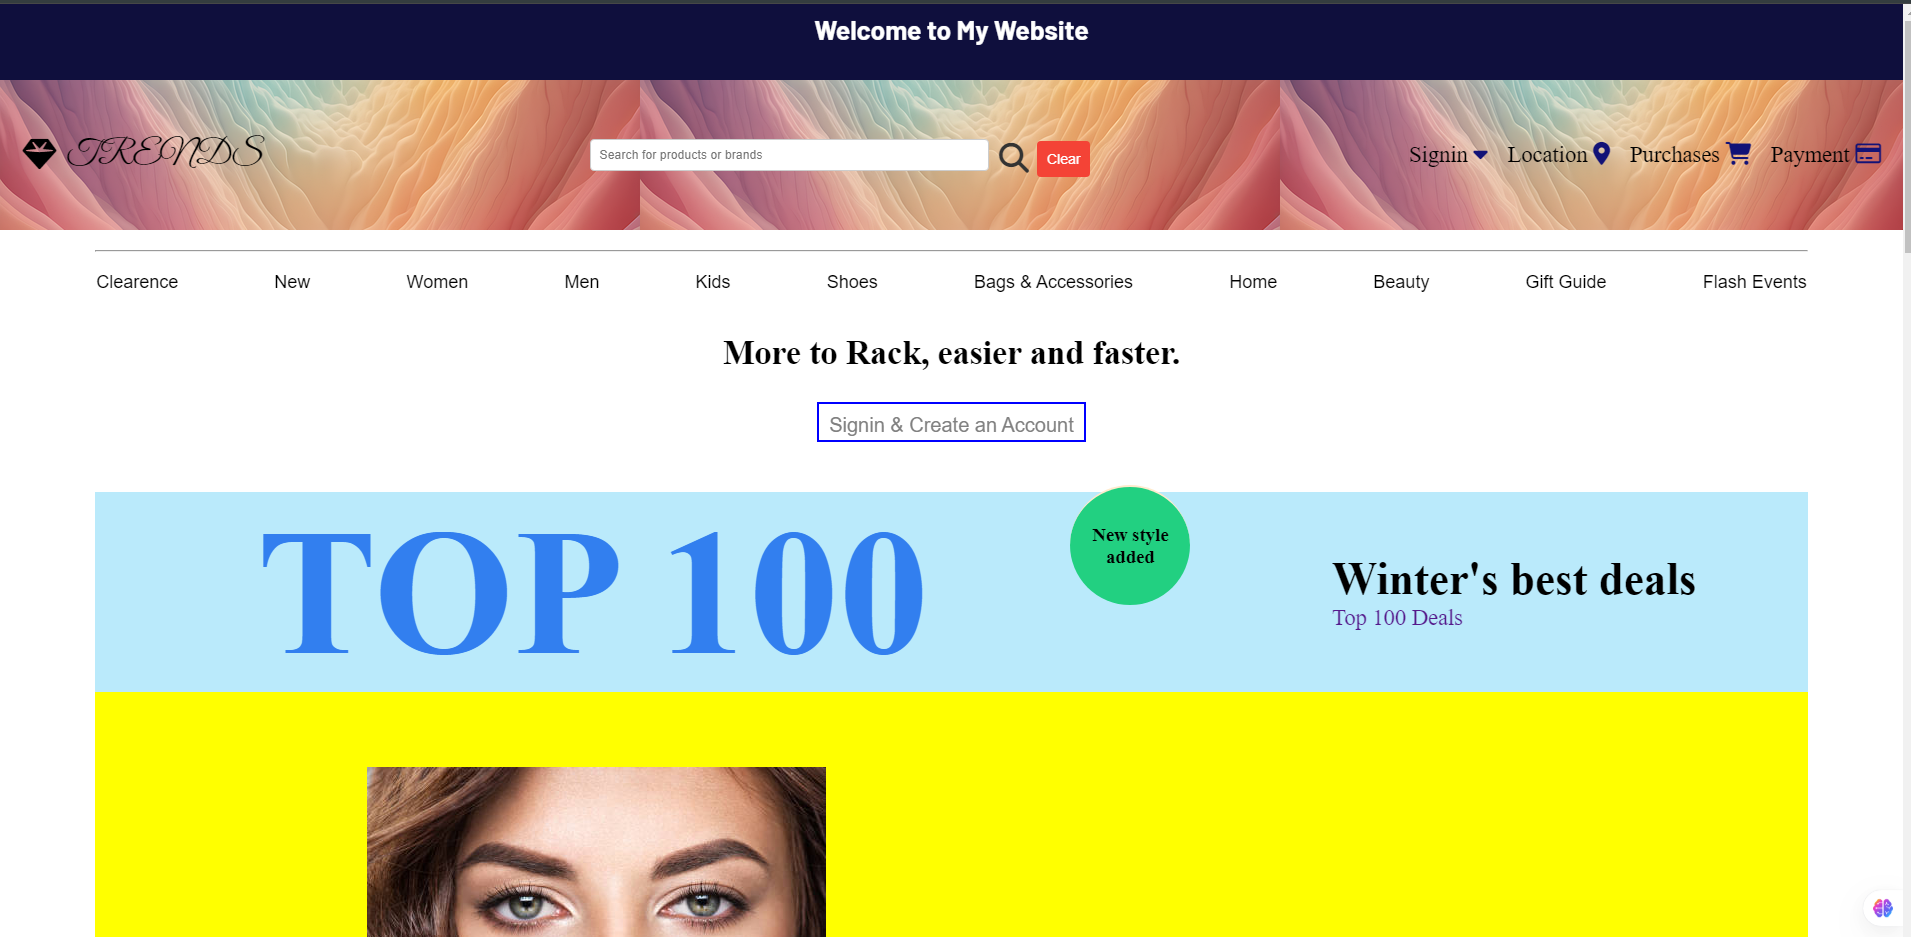 Welcome to My Website
TRENDS
Search for products or brands
Clear
Signin
Location
Purchases
Payment
Clearence
New
Women
Men
Kids
Shoes
Bags & Accessories
Home
Beauty
Gift Guide
Flash Events
More to Rack, easier and faster.
Signin & Create an Account
TOP 100
New style
added
Winter's best deals
Top 100 Deals